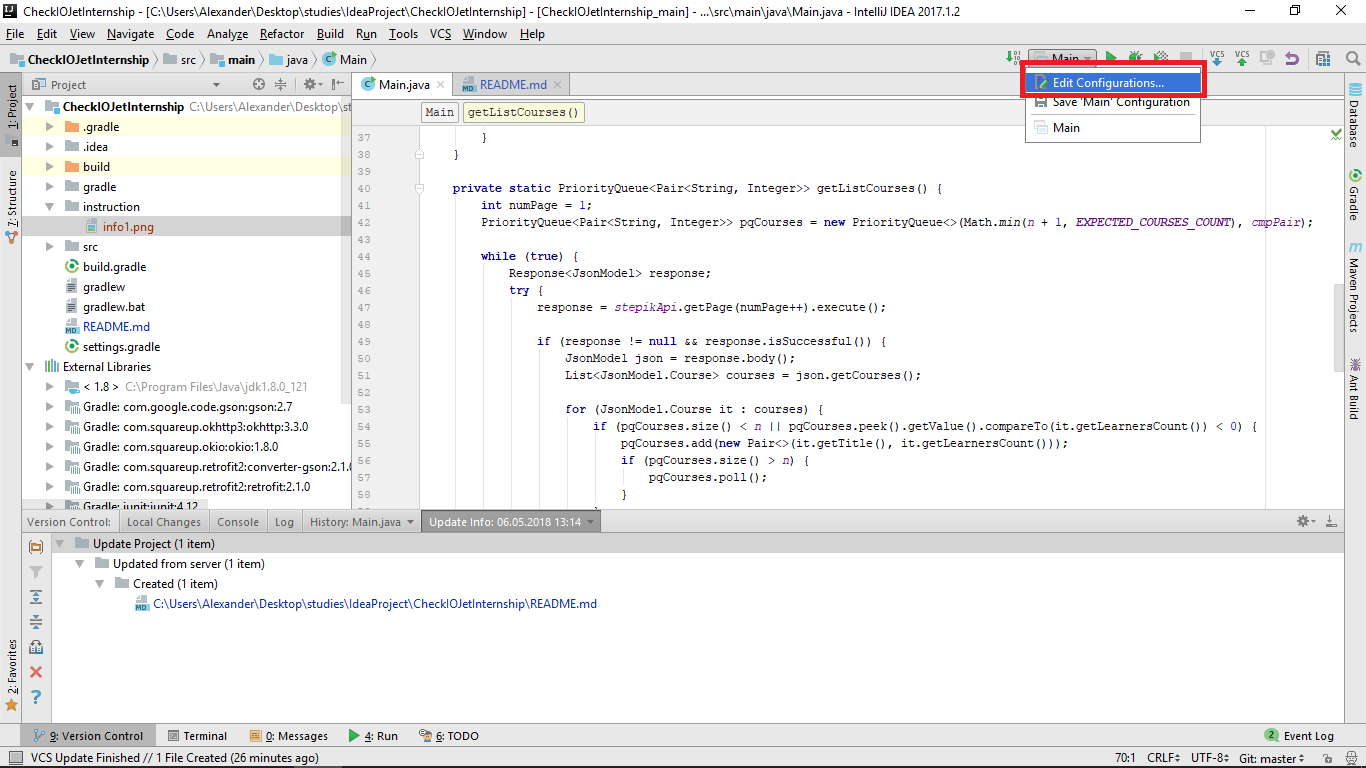 CheckIOJetInternship - [C:\Users\Alexander\Desktop\studies\IdeaProject\CheckIOJetInternship] - [CheckIOJetInternship_main] - ...\src\main\java\Main.java - IntelliJ IDEA 2017.1.2
File Edit View Navigate Code Analyze Refactor Build Run Tools VCS Window Help
CheckIOJetInternship src main java Main
Main
VCS VCS
Edit Configurations...
Save 'Main' Configuration
Main
1: Project
7: Structure
2: Favorites
Project
CheckIOJetInternship C:\Users\Alexander\Desktop\st
.gradle
.idea
build
gradle
instruction
info1.png
src
build.gradle
gradlew
gradlew.bat
README.md
settings.gradle
External Libraries
< 1.8 > C:\Program Files\Java\jdk1.8.0_121
Gradle: com.google.code.gson:gson:2.7
Gradle: com.squareup.okhttp3:okhttp:3.3.0
Gradle: com.squareup.okio:okio:1.8.0
Gradle: com.squareup.retrofit2:converter-gson:2.1.0
Gradle: com.squareup.retrofit2:retrofit:2.1.0
Gradle: junit:junit:4.12
Main.java README.md
Main getListCourses()
37 }
38 }
39
40 private static PriorityQueue<Pair<String, Integer>> getListCourses() {
41 int numPage = 1;
42 PriorityQueue<Pair<String, Integer>> pqCourses = new PriorityQueue<>(Math.min(n + 1, EXPECTED_COURSES_COUNT), cmpPair);
43
44 while (true) {
45 Response<JsonModel> response;
46 try {
47 response = stepikApi.getPage(numPage++).execute();
48
49 if (response != null && response.isSuccessful()) {
50 JsonModel json = response.body();
51 List<JsonModel.Course> courses = json.getCourses();
52
53 for (JsonModel.Course it : courses) {
54 if (pqCourses.size() < n || pqCourses.peek().getValue().compareTo(it.getLearnersCount()) < 0) {
55 pqCourses.add(new Pair<>(it.getTitle(), it.getLearnersCount()));
56 if (pqCourses.size() > n) {
57 pqCourses.poll();
58 }
Database
Gradle
Maven Projects
Ant Build
Version Control: Local Changes Console Log History: Main.java Update Info: 06.05.2018 13:14
Update Project (1 item)
Updated from server (1 item)
Created (1 item)
C:\Users\Alexander\Desktop\studies\IdeaProject\CheckIOJetInternship\README.md
9: Version Control Terminal 0: Messages 4: Run 6: TODO 2 Event Log
VCS Update Finished // 1 File Created (26 minutes ago) 70:1 CRLF UTF-8 Git: master